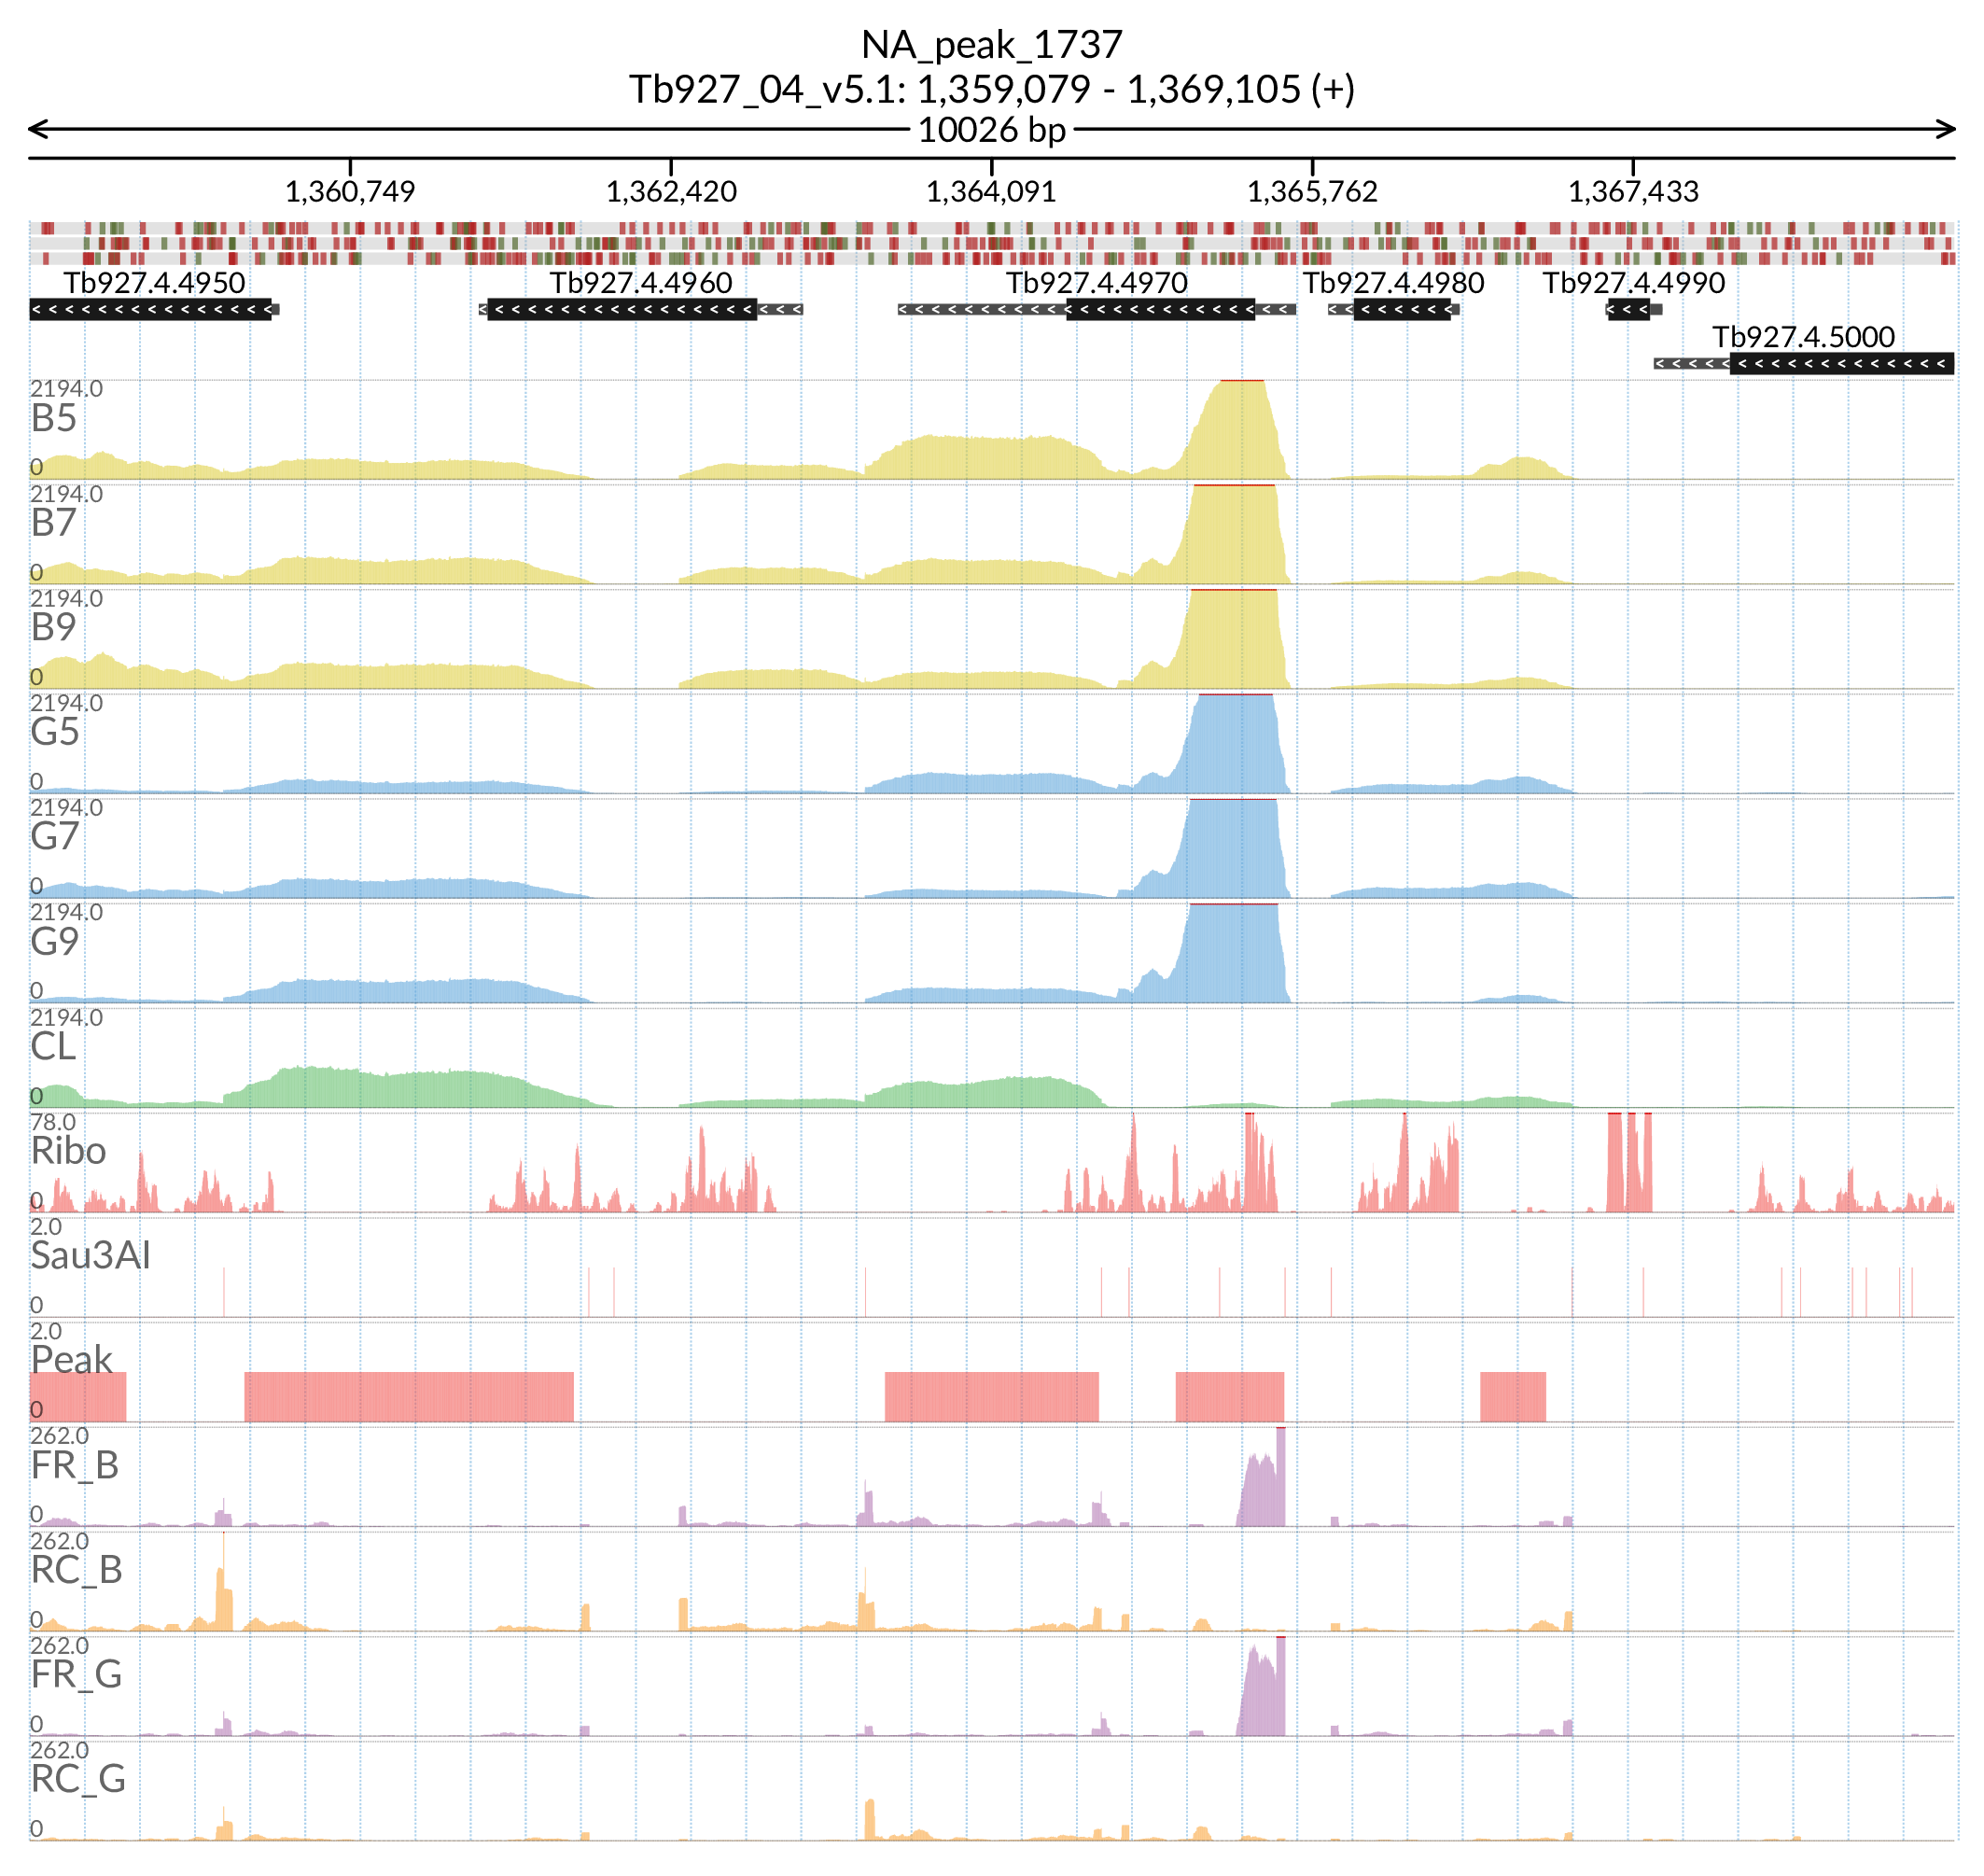 NA_peak_1737
Tb927_04_v5.1: 1,359,079 - 1,369,105 (+)
10026 bp
1,360,749 1,362,420 1,364,091 1,365,762 1,367,433
Tb927.4.4950 Tb927.4.4960 Tb927.4.4970 Tb927.4.4980 Tb927.4.4990
Tb927.4.5000
2194.0
B5
0
2194.0
B7
0
2194.0
B9
0
2194.0
G5
0
2194.0
G7
0
2194.0
G9
0
2194.0
CL
0
78.0
Ribo
0
2.0
Sau3AI
0
2.0
Peak
0
262.0
FR_B
0
262.0
RC_B
0
262.0
FR_G
0
262.0
RC_G
0